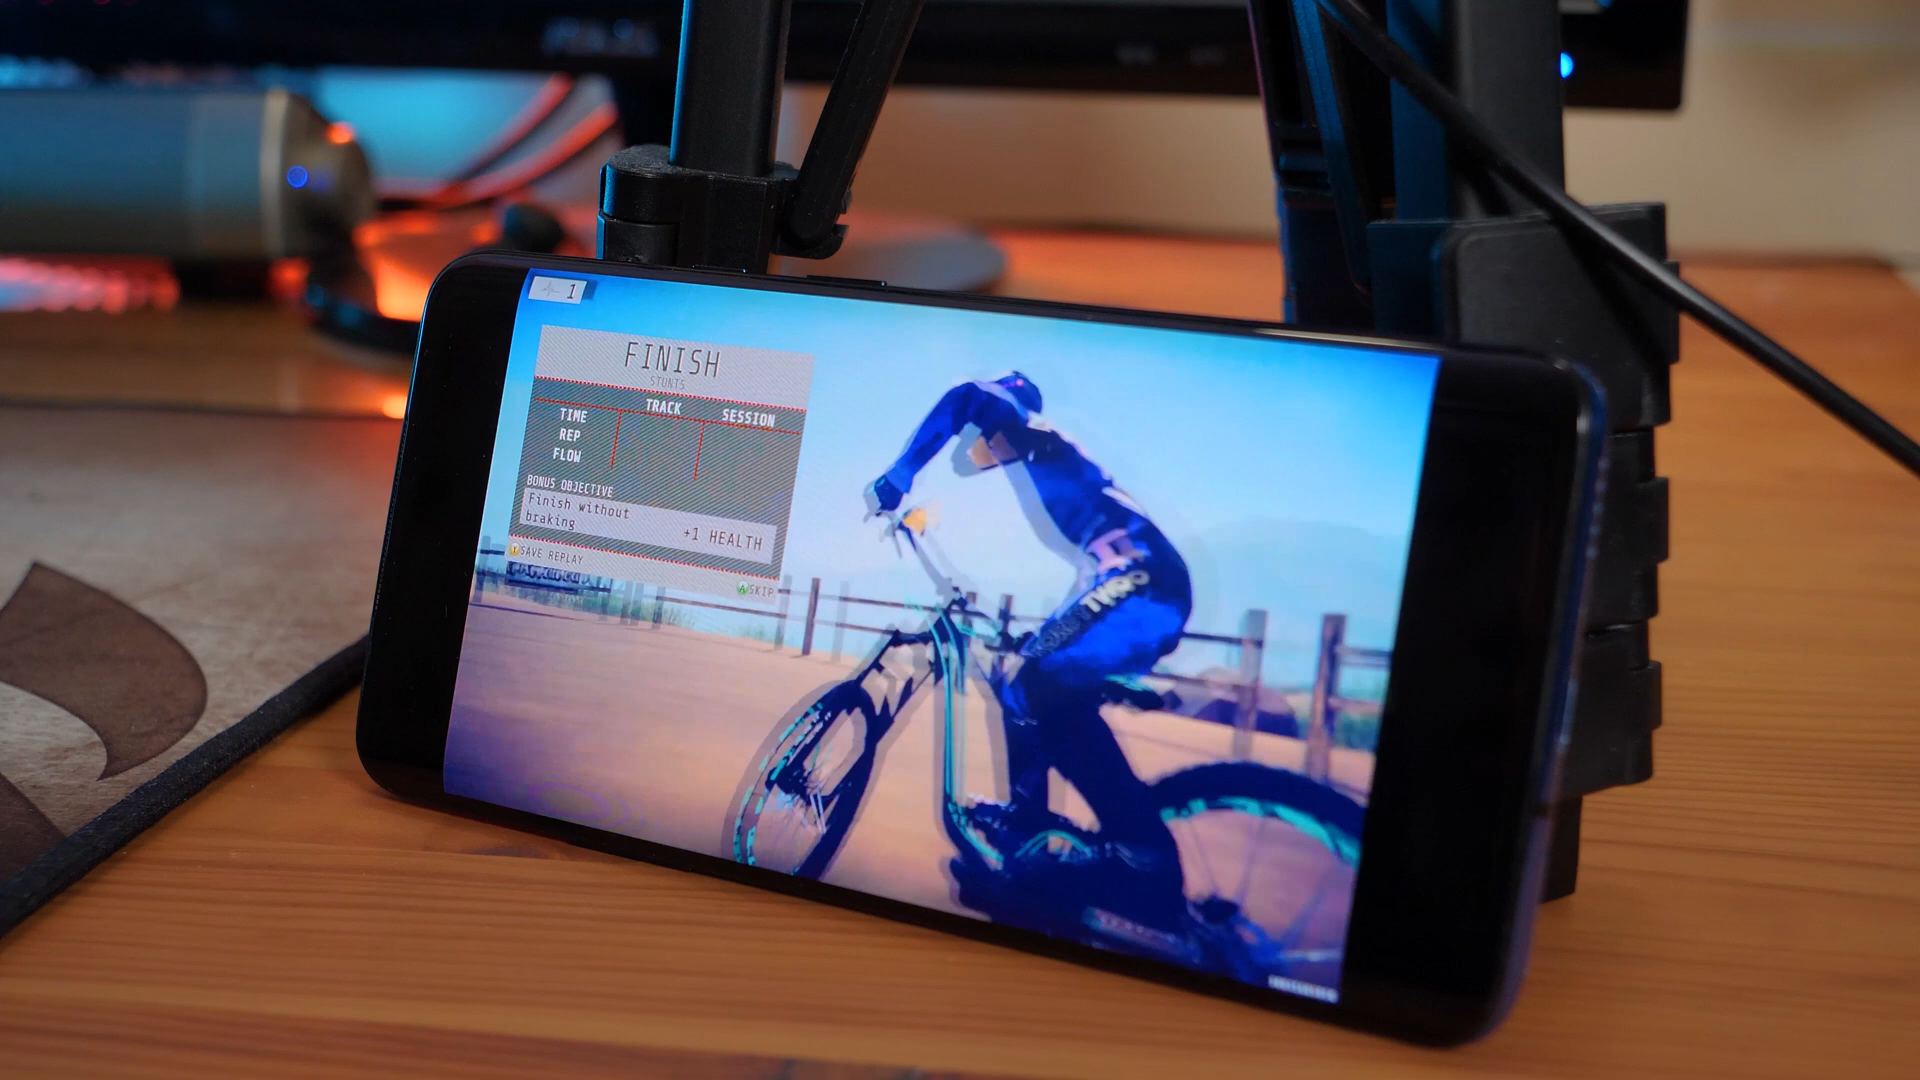 1
FINISH
STUNTS
TRACK SESSION
TIME
REP
FLOW
BONUS OBJECTIVE
Finish without
braking
+1 HEALTH
Y SAVE REPLAY
A SKIP